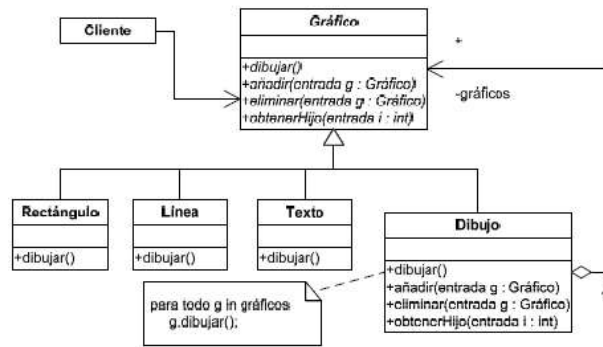 Cliente
Gráfico
+dibujar()
+añadir(entrada g : Gráfico)
+eliminar(entrada g : Gráfico)
+obtenerHijo(entrada i : int)
+
-gráficos
Rectángulo
+dibujar()
Línea
+dibujar()
Texto
+dibujar()
Dibujo
+dibujar()
+añadir(entrada g : Gráfico)
+eliminar(entrada g : Gráfico)
+obtenerHijo(entrada i : int)
para todo g in gráficos
g.dibujar();